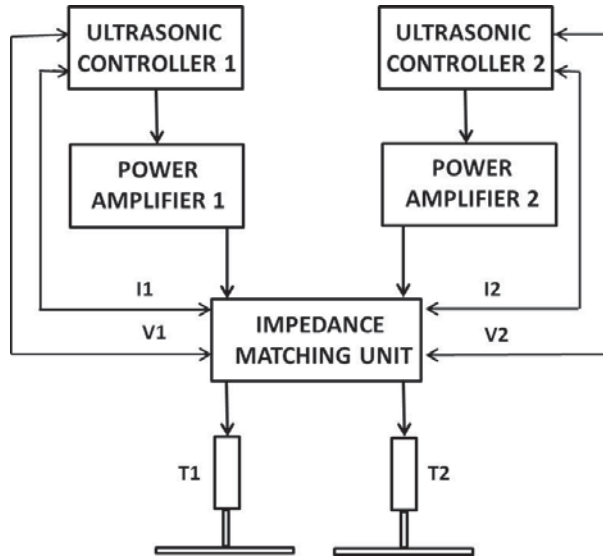 ULTRASONIC
CONTROLLER 1
ULTRASONIC
CONTROLLER 2
POWER
AMPLIFIER 1
POWER
AMPLIFIER 2
I1
I2
V1
V2
IMPEDANCE
MATCHING UNIT
T1
T2